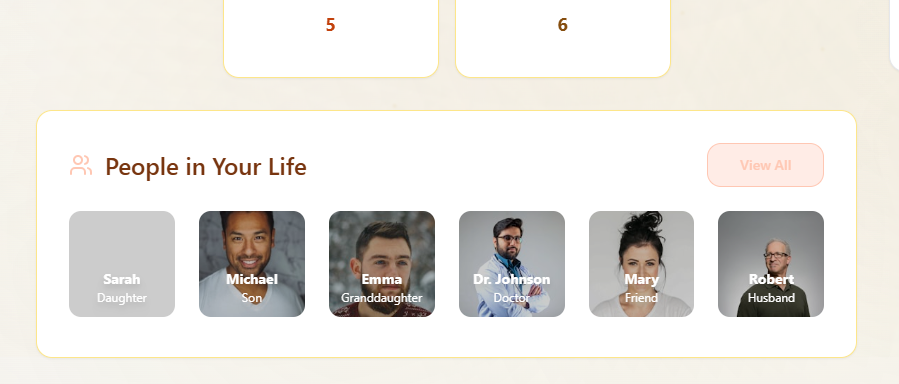 5
6
People in Your Life
View All
Sarah
Daughter
Michael
Son
Emma
Granddaughter
Dr. Johnson
Doctor
Mary
Friend
Robert
Husband